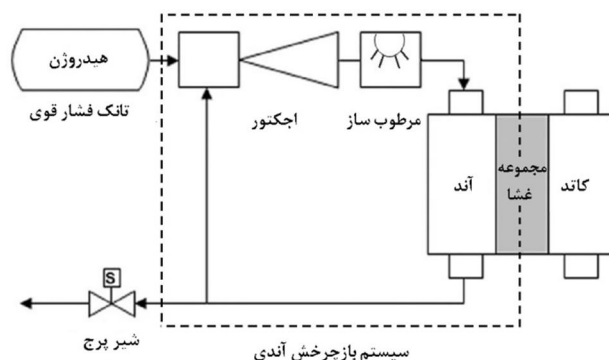 هیدروژن
تانک فشار قوی
اجکتور
مرطوب ساز
آند
مجموعه
غشا
کاتد
S
شیر پرج
سیستم بازچرخش آندی